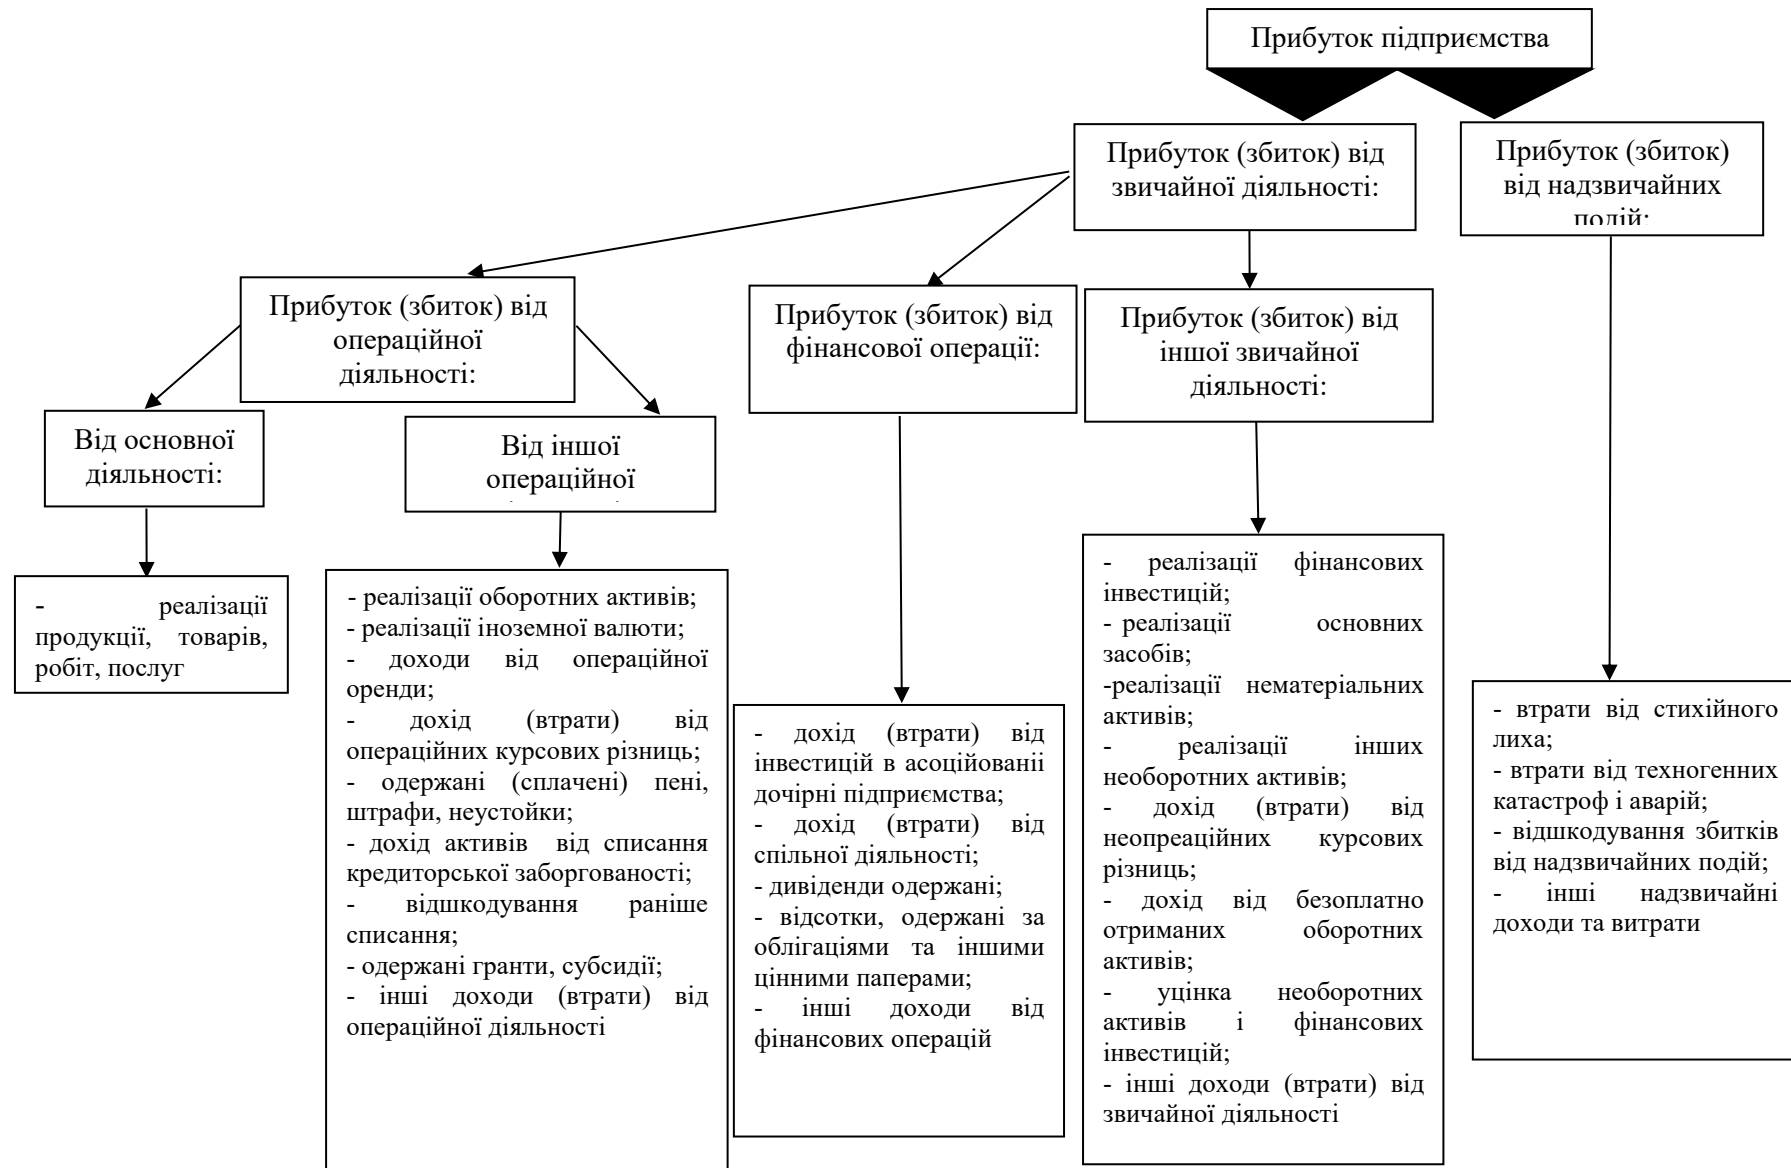 Прибуток підприємства
Прибуток (збиток) від
звичайної діяльності:
Прибуток (збиток)
від надзвичайних
подій:
Прибуток (збиток) від
операційної
діяльності:
Прибуток (збиток) від
фінансової операції:
Прибуток (збиток) від
іншої звичайної
діяльності:
Від основної
діяльності:
Від іншої
операційної
- реалізації
продукції, товарів,
робіт, послуг
- реалізації оборотних активів;
- реалізації іноземної валюти;
- доходи від операційної
оренди;
- дохід (втрати) від
операційних курсових різниць;
- одержані (сплачені) пені,
штрафи, неустойки;
- дохід активів від списання
кредиторської заборгованості;
- відшкодування раніше
списання;
- одержані гранти, субсидії;
- інші доходи (втрати) від
операційної діяльності
- дохід (втрати) від
інвестицій в асоційованіі
дочірні підприємства;
- дохід (втрати) від
спільної діяльності;
- дивіденди одержані;
- відсотки, одержані за
облігаціями та іншими
цінними паперами;
- інші доходи від
фінансових операцій
- реалізації фінансових
інвестицій;
- реалізації основних
засобів;
-реалізації нематеріальних
активів;
- реалізації інших
необоротних активів;
- дохід (втрати) від
неопреаційних курсових
різниць;
- дохід від безоплатно
отриманих оборотних
активів;
- уцінка необоротних
активів і фінансових
інвестицій;
- інші доходи (втрати) від
звичайної діяльності
- втрати від стихійного
лиха;
- втрати від техногенних
катастроф і аварій;
- відшкодування збитків
від надзвичайних подій;
- інші надзвичайні
доходи та витрати